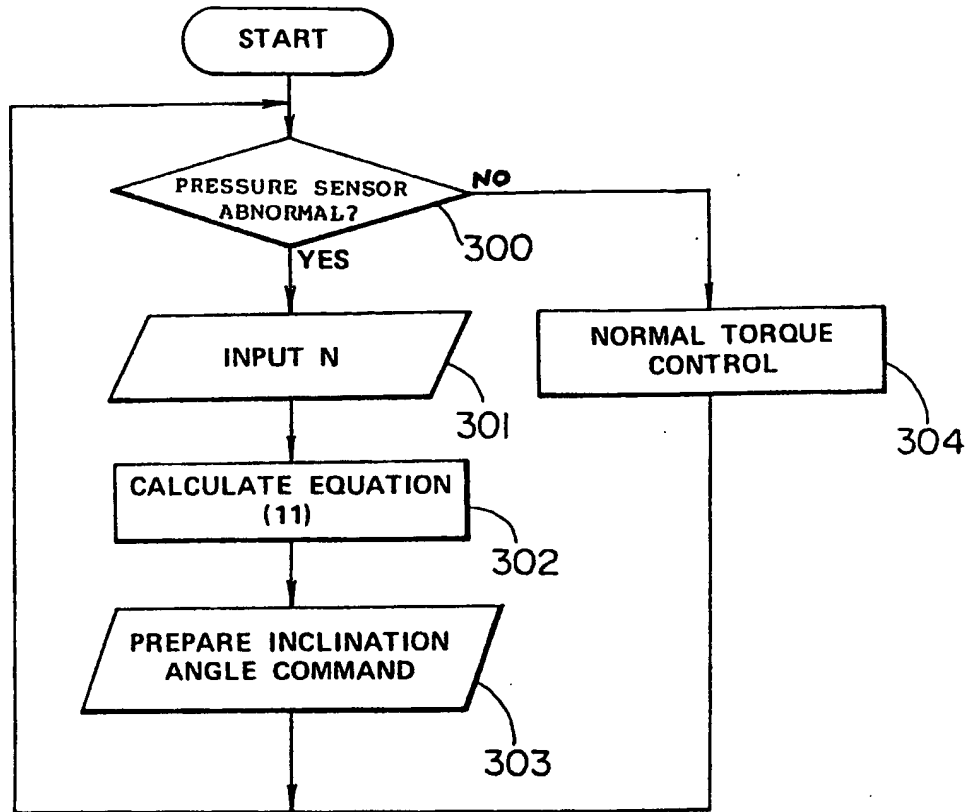 START
PRESSURE SENSOR
ABNORMAL?
NO
300
YES
INPUT N
301
NORMAL TORQUE
CONTROL
304
CALCULATE EQUATION
(11)
302
PREPARE INCLINATION
ANGLE COMMAND
303